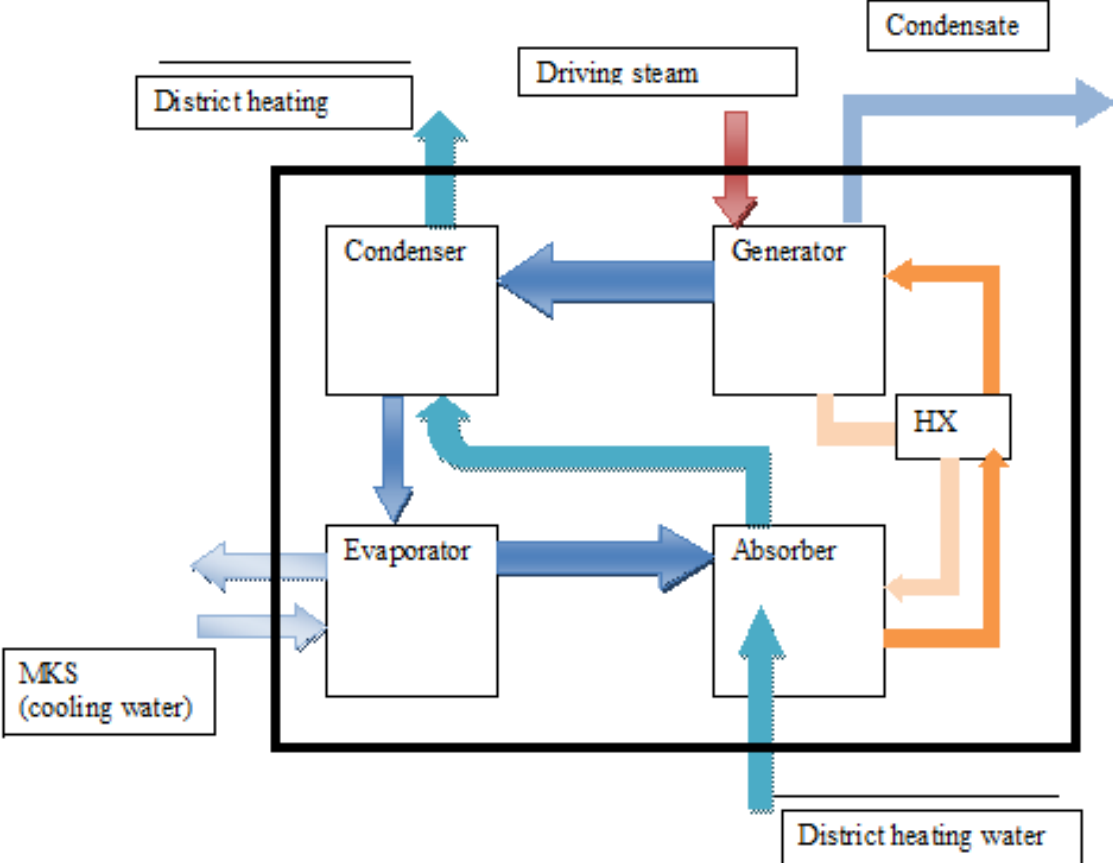 Condensate
Driving steam
District heating
Condenser
Generator
HX
Evaporator
Absorber
MKS
(cooling water)
District heating water